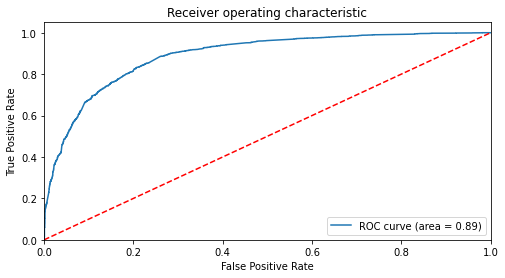 Receiver operating characteristic
True Positive Rate
1.0
0.8
0.6
0.4
0.2
0.0
ROC curve (area = 0.89)
0.0 0.2 0.4 0.6 0.8 1.0
False Positive Rate